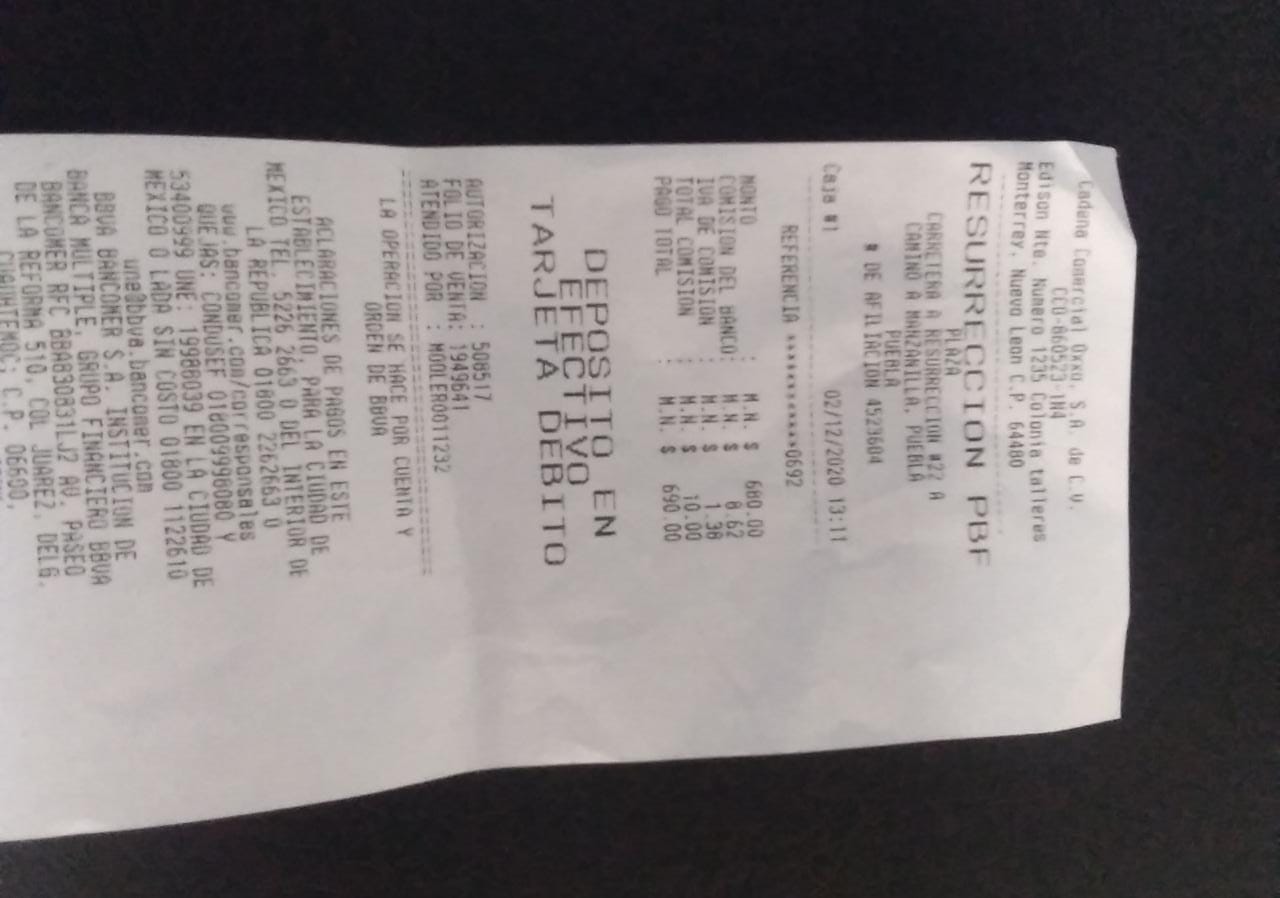 Cadena Comercial Oxxo, S.A. de C.V.
CCO-860523-1N4
Edison Nte. Numero 1235 Colonia talleres
Monterrey, Nuevo Leon C.P. 64480
RESURRECCION PBF
PLAZA
CARRETERA A RESURRECCION #22 A
CAMINO A MANZANILLA, PUEBLA
PUEBLA
# DE AFILIACION 4523604
Caja #1 02/12/2020 13:11
REFERENCIA ************0692
MONTO : M.N. $ 680.00
COMISION DEL BANCO: M.N. $ 8.62
IVA DE COMISION : M.N. $ 1.38
TOTAL COMISION : M.N. $ 10.00
PAGO TOTAL : M.N. $ 690.00
DEPOSITO EN
EFECTIVO
TARJETA DEBITO
AUTORIZACION : 508517
FOLIO DE VENTA: 1949641
ATENDIDO POR : MOOLER0011232
LA OPERACION SE HACE POR CUENTA Y
ORDEN DE BBVA
ACLARACIONES DE PAGOS EN ESTE
ESTABLECIMIENTO, PARA LA CIUDAD DE
MEXICO TEL. 5226 2663 O DEL INTERIOR DE
LA REPUBLICA 01800 2262663 O
www.bancomer.com/corresponsales
QUEJAS: CONDUSEF 018009998080 Y
53400999 UNE: 19988039 EN LA CIUDAD DE
MEXICO O LADA SIN COSTO 01800 1122610
une@bbva.bancomer.com
BBVA BANCOMER S.A. INSTITUCION DE
BANCA MULTIPLE, GRUPO FINANCIERO BBVA
BANCOMER RFC BBA830831LJ2 AV. PASEO
DE LA REFORMA 510, COL JUAREZ, DELG.
CUAUHTEMOC; C.P. 06600,